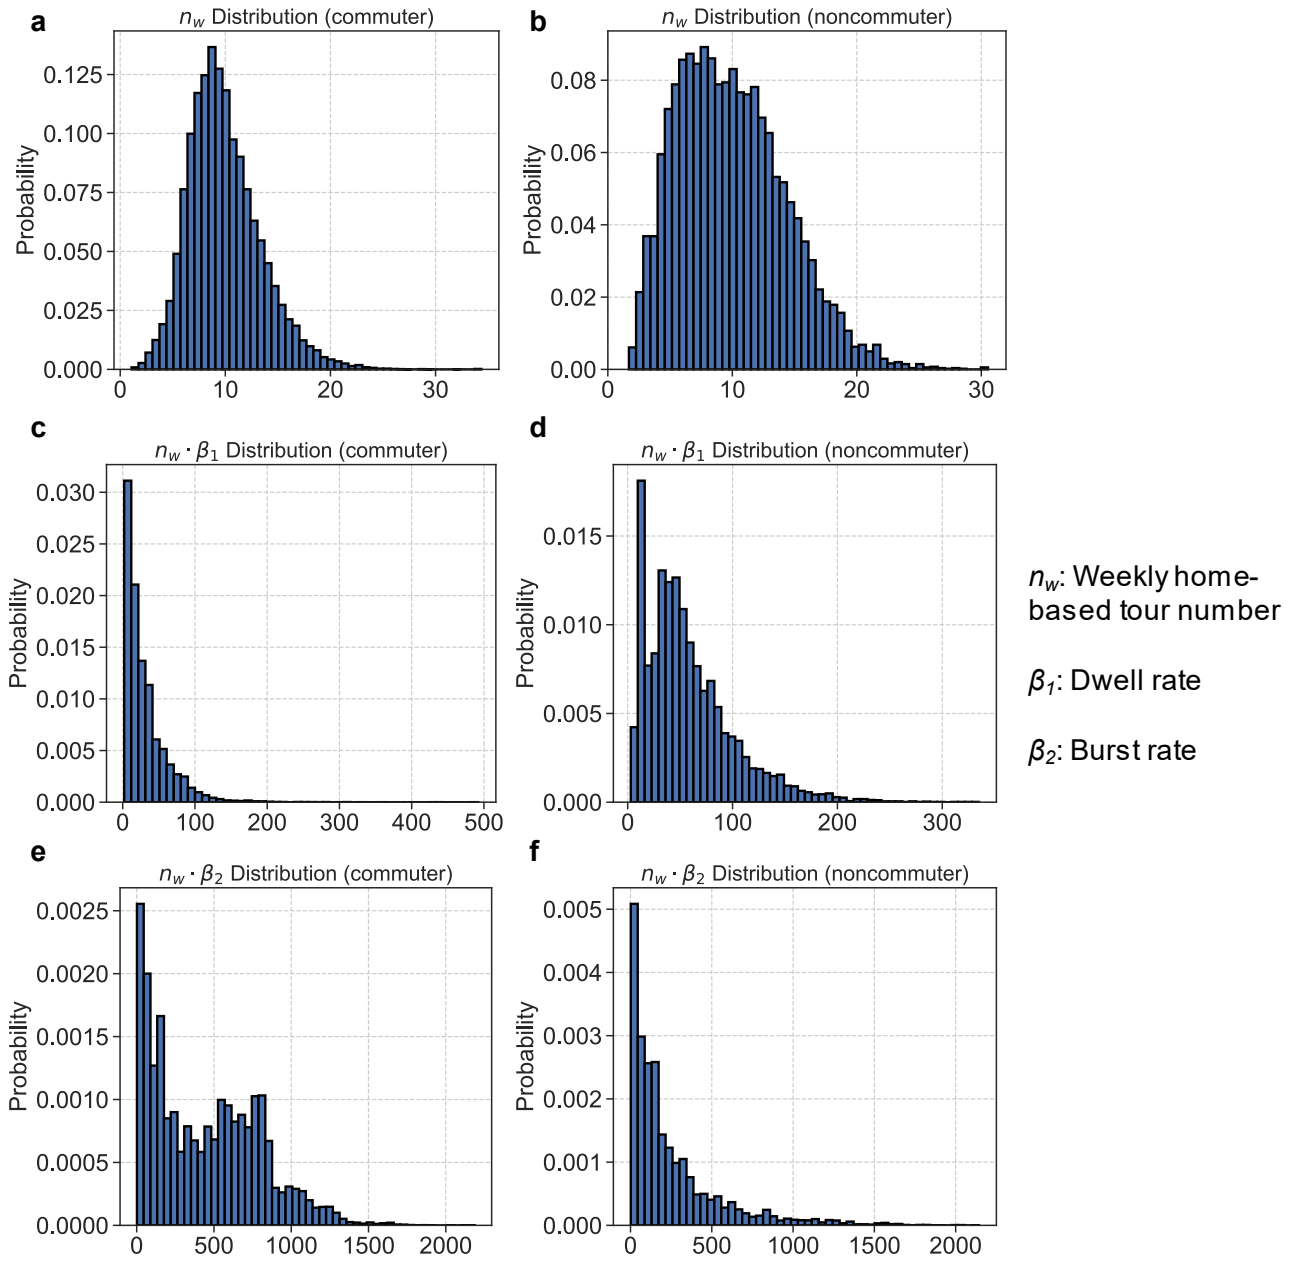 a
n_w Distribution (commuter)
Probability
0.125
0.100
0.075
0.050
0.025
0.000
0
10
20
30
b
n_w Distribution (noncommuter)
Probability
0.08
0.06
0.04
0.02
0.00
0
10
20
30
c
n_w · β_1 Distribution (commuter)
Probability
0.030
0.025
0.020
0.015
0.010
0.005
0.000
0
100
200
300
400
500
d
n_w · β_1 Distribution (noncommuter)
Probability
0.015
0.010
0.005
0.000
0
100
200
300
n_w: Weekly home-
based tour number
β_1: Dwell rate
β_2: Burst rate
e
n_w · β_2 Distribution (commuter)
Probability
0.0025
0.0020
0.0015
0.0010
0.0005
0.0000
0
500
1000
1500
2000
f
n_w · β_2 Distribution (noncommuter)
Probability
0.005
0.004
0.003
0.002
0.001
0.000
0
500
1000
1500
2000